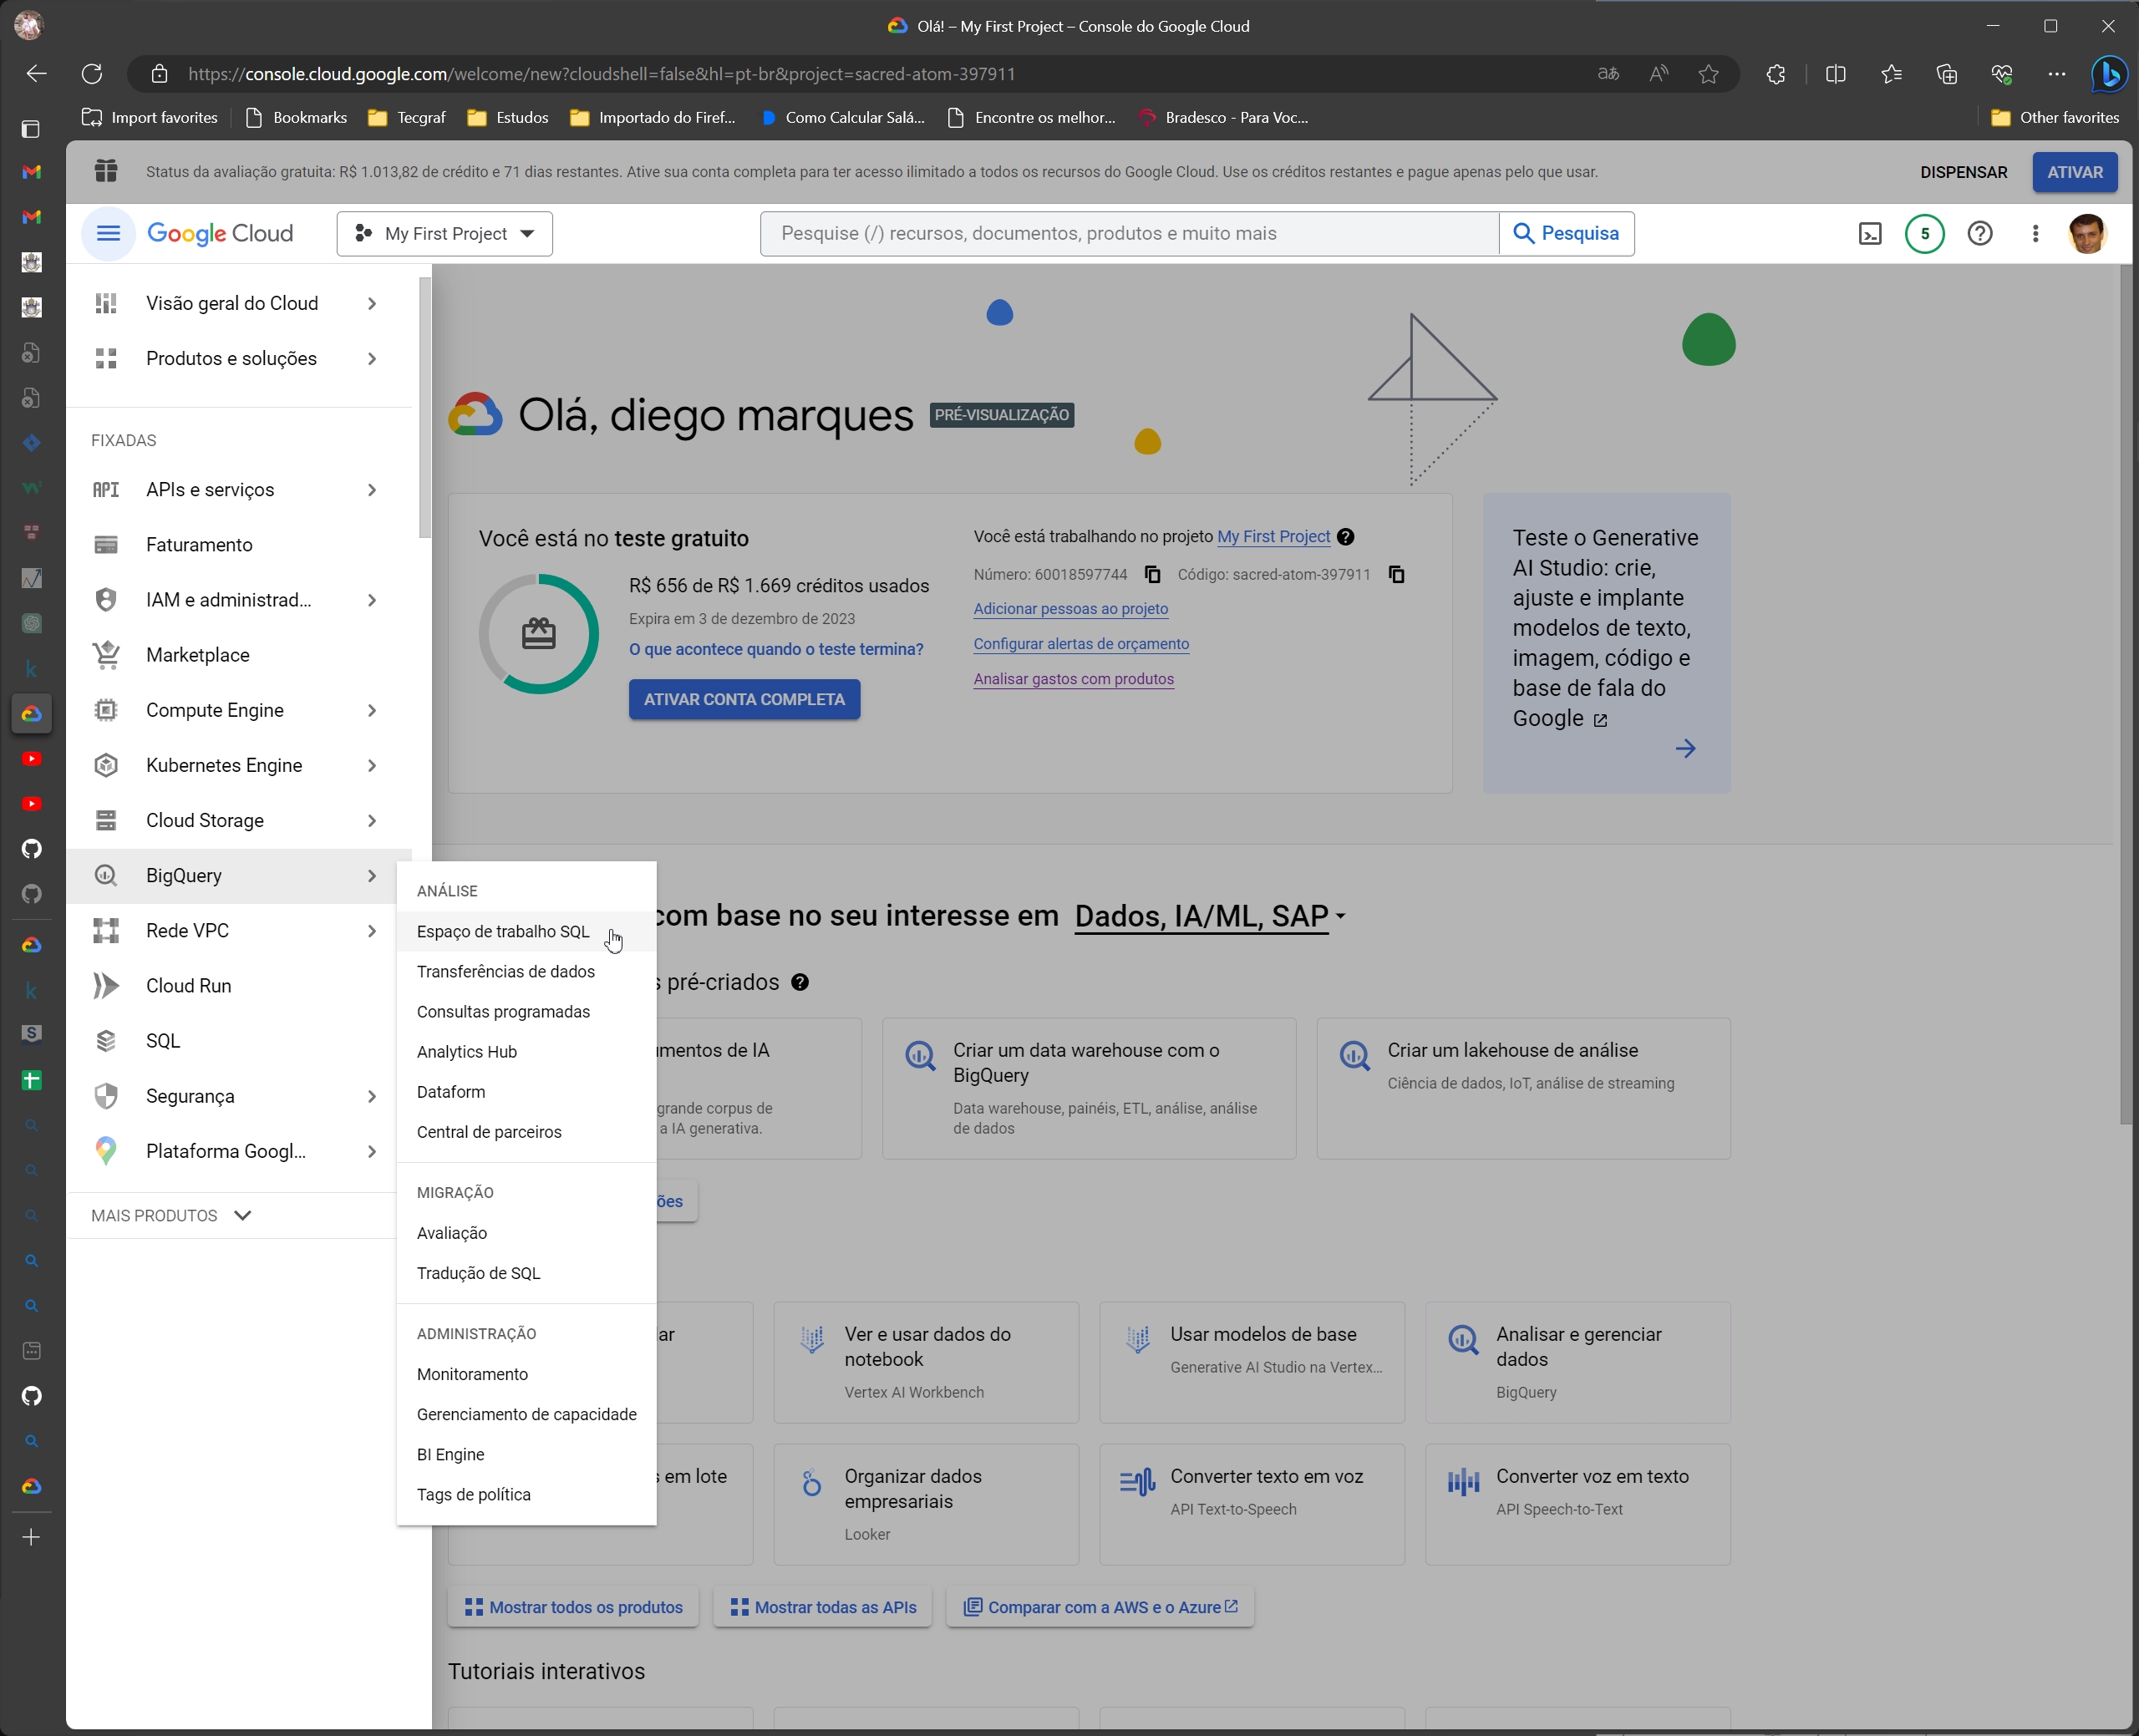 Olá! – My First Project – Console do Google Cloud
https://console.cloud.google.com/welcome/new?cloudshell=false&hl=pt-br&project=sacred-atom-397911
Import favorites
Bookmarks
Tecgraf
Estudos
Importado do Firef...
Como Calcular Salá...
Encontre os melhor...
Bradesco - Para Voc...
Other favorites
Status da avaliação gratuita: R$ 1.013,82 de crédito e 71 dias restantes. Ative sua conta completa para ter acesso ilimitado a todos os recursos do Google Cloud. Use os créditos restantes e pague apenas pelo que usar.
DISPENSAR
ATIVAR
Google Cloud
My First Project
Pesquise (/) recursos, documentos, produtos e muito mais
Pesquisa
5
Visão geral do Cloud
Produtos e soluções
FIXADAS
API APIs e serviços
Faturamento
IAM e administrad...
Marketplace
Compute Engine
Kubernetes Engine
Cloud Storage
BigQuery
Rede VPC
Cloud Run
SQL
Segurança
Plataforma Googl...
MAIS PRODUTOS
ANÁLISE
Espaço de trabalho SQL
Transferências de dados
Consultas programadas
Analytics Hub
Dataform
Central de parceiros
MIGRAÇÃO
Avaliação
Tradução de SQL
ADMINISTRAÇÃO
Monitoramento
Gerenciamento de capacidade
BI Engine
Tags de política
Olá, diego marques
PRÉ-VISUALIZAÇÃO
Você está no teste gratuito
R$ 656 de R$ 1.669 créditos usados
Expira em 3 de dezembro de 2023
O que acontece quando o teste termina?
ATIVAR CONTA COMPLETA
Você está trabalhando no projeto My First Project
Número: 60018597744
Código: sacred-atom-397911
Adicionar pessoas ao projeto
Configurar alertas de orçamento
Analisar gastos com produtos
Teste o Generative
AI Studio: crie,
ajuste e implante
modelos de texto,
imagem, código e
base de fala do
Google
com base no seu interesse em Dados, IA/ML, SAP
s pré-criados
umentos de IA
grande corpus de
a IA generativa.
Criar um data warehouse com o
BigQuery
Data warehouse, painéis, ETL, análise, análise
de dados
Criar um lakehouse de análise
Ciência de dados, IoT, análise de streaming
ões
lar
Ver e usar dados do
notebook
Vertex AI Workbench
Usar modelos de base
Generative AI Studio na Vertex...
Analisar e gerenciar
dados
BigQuery
s em lote
Organizar dados
empresariais
Looker
Converter texto em voz
API Text-to-Speech
Converter voz em texto
API Speech-to-Text
Mostrar todos os produtos
Mostrar todas as APIs
Comparar com a AWS e o Azure
Tutoriais interativos